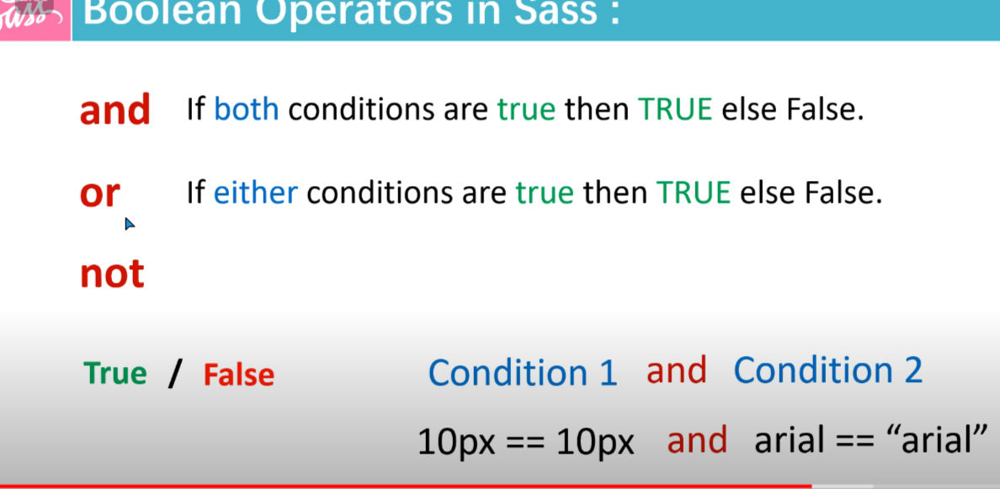 Boolean Operators in Sass :
and If both conditions are true then TRUE else False.
or If either conditions are true then TRUE else False.
not
True / False Condition 1 and Condition 2
10px == 10px and arial == “arial”